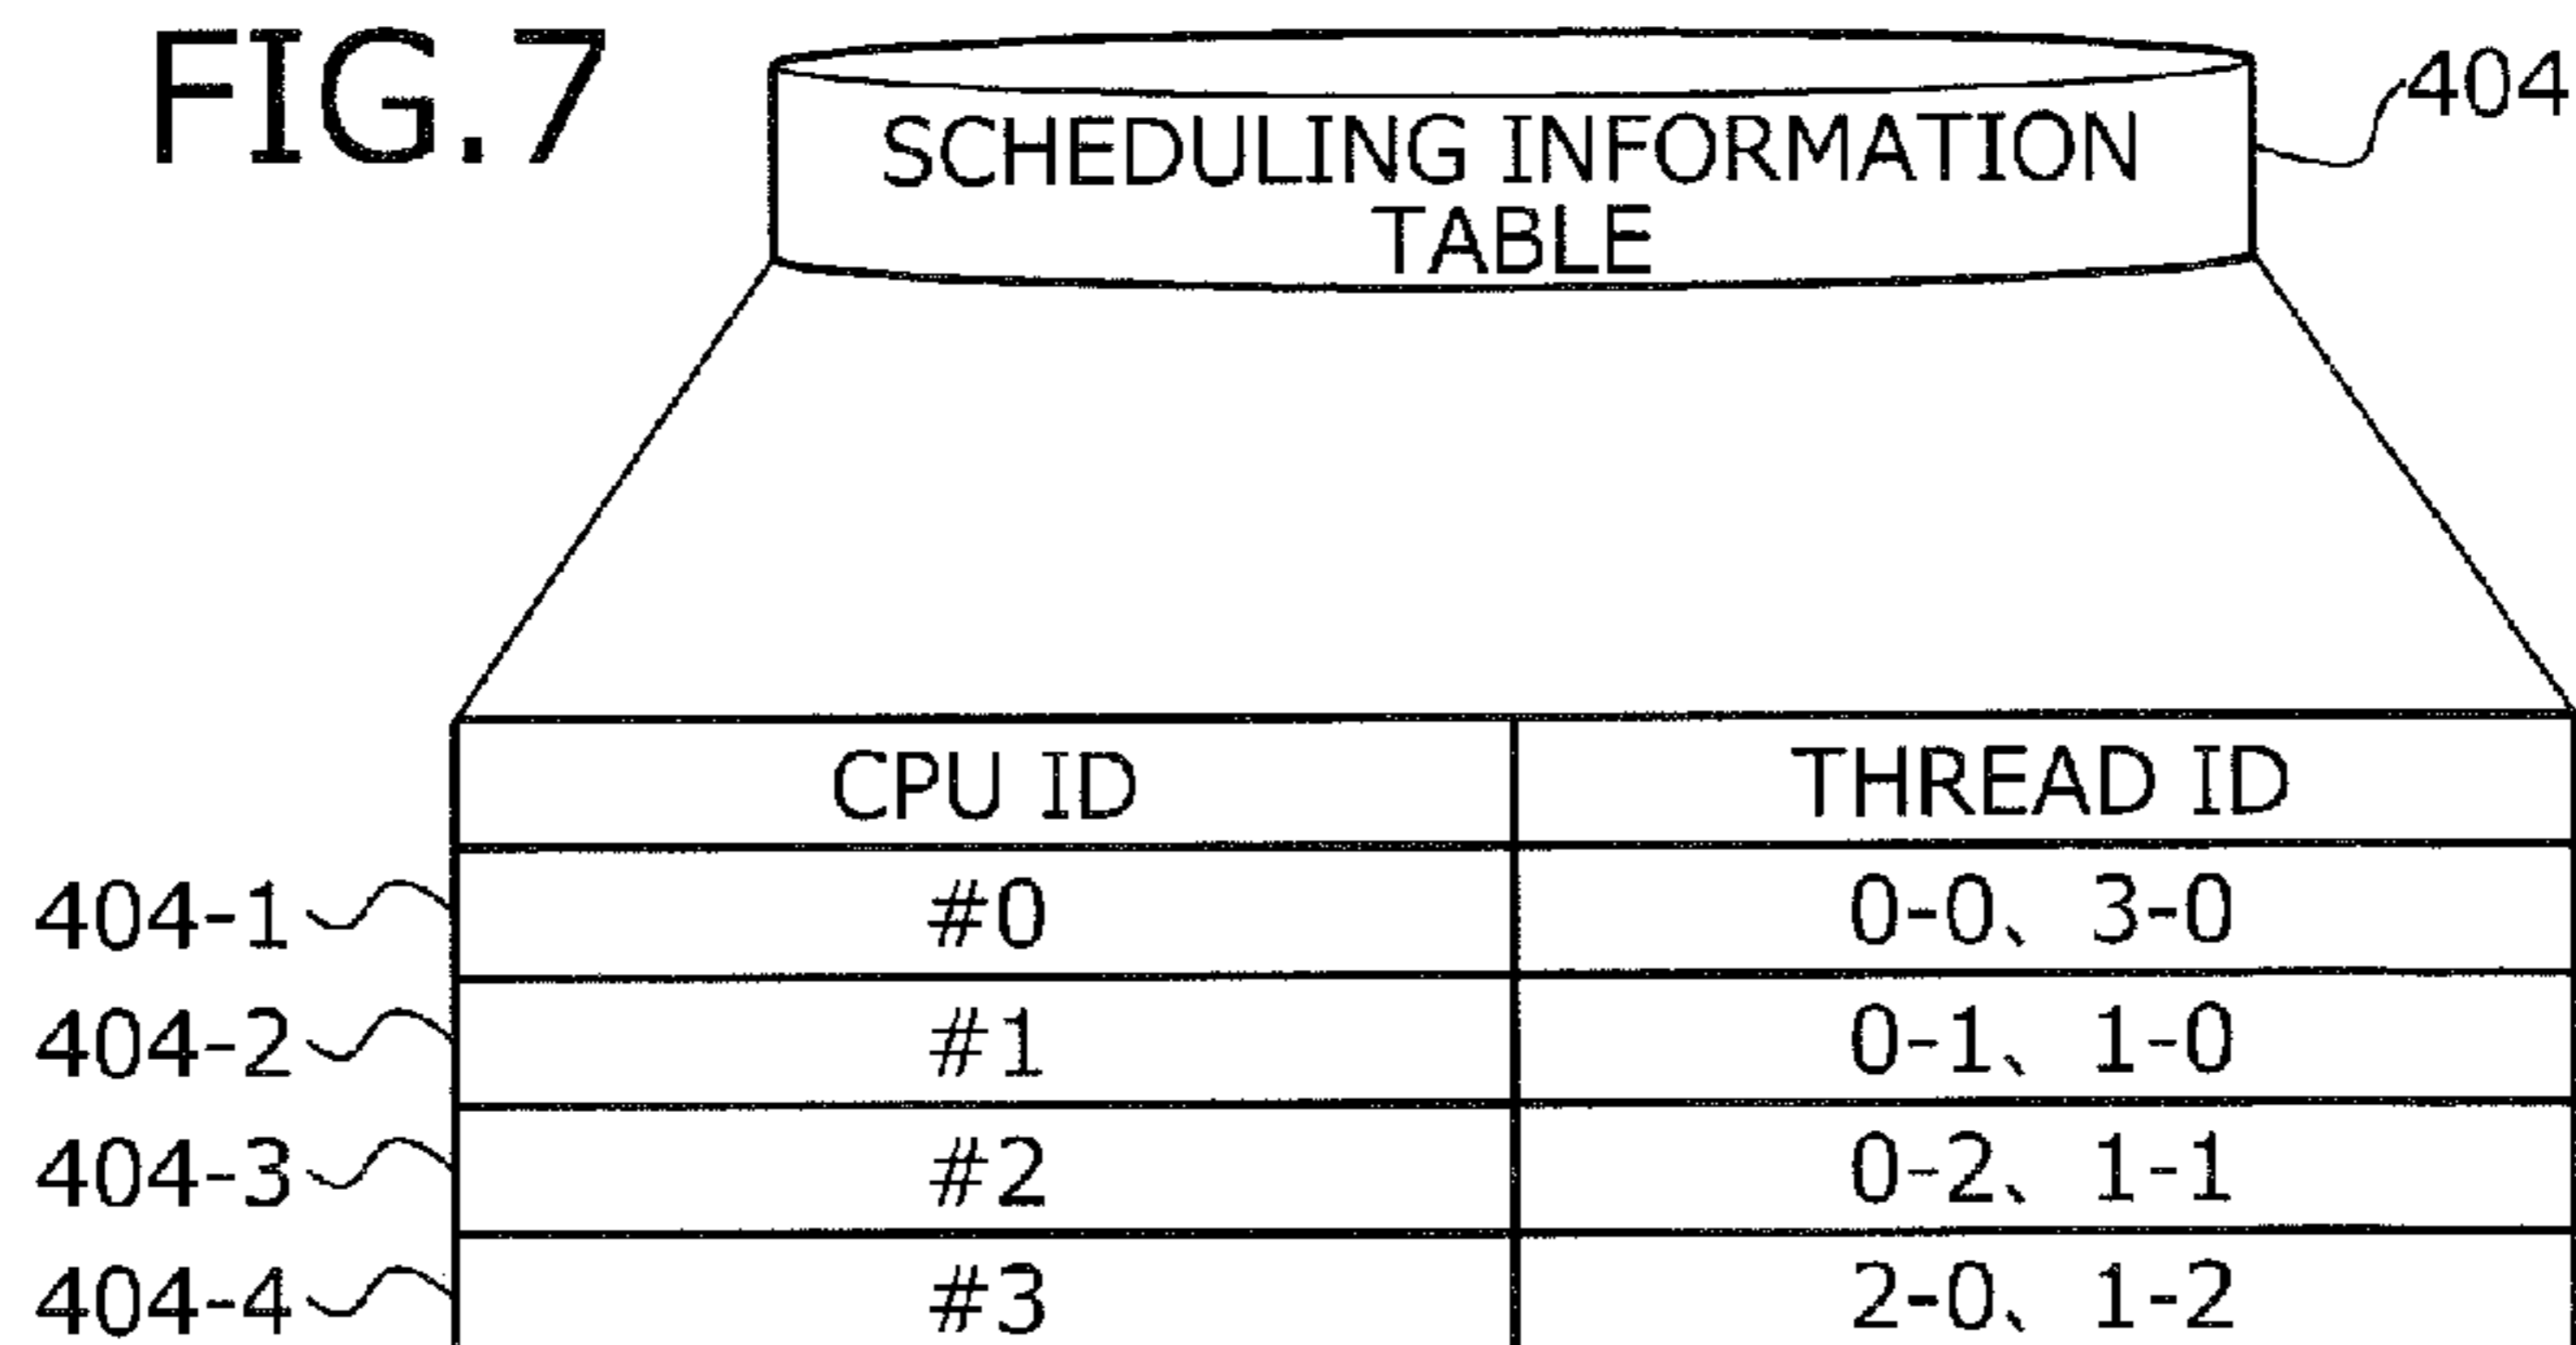 FIG.7
SCHEDULING INFORMATION
TABLE
404
CPU ID THREAD ID
404-1 #0 0-0、3-0
404-2 #1 0-1、1-0
404-3 #2 0-2、1-1
404-4 #3 2-0、1-2